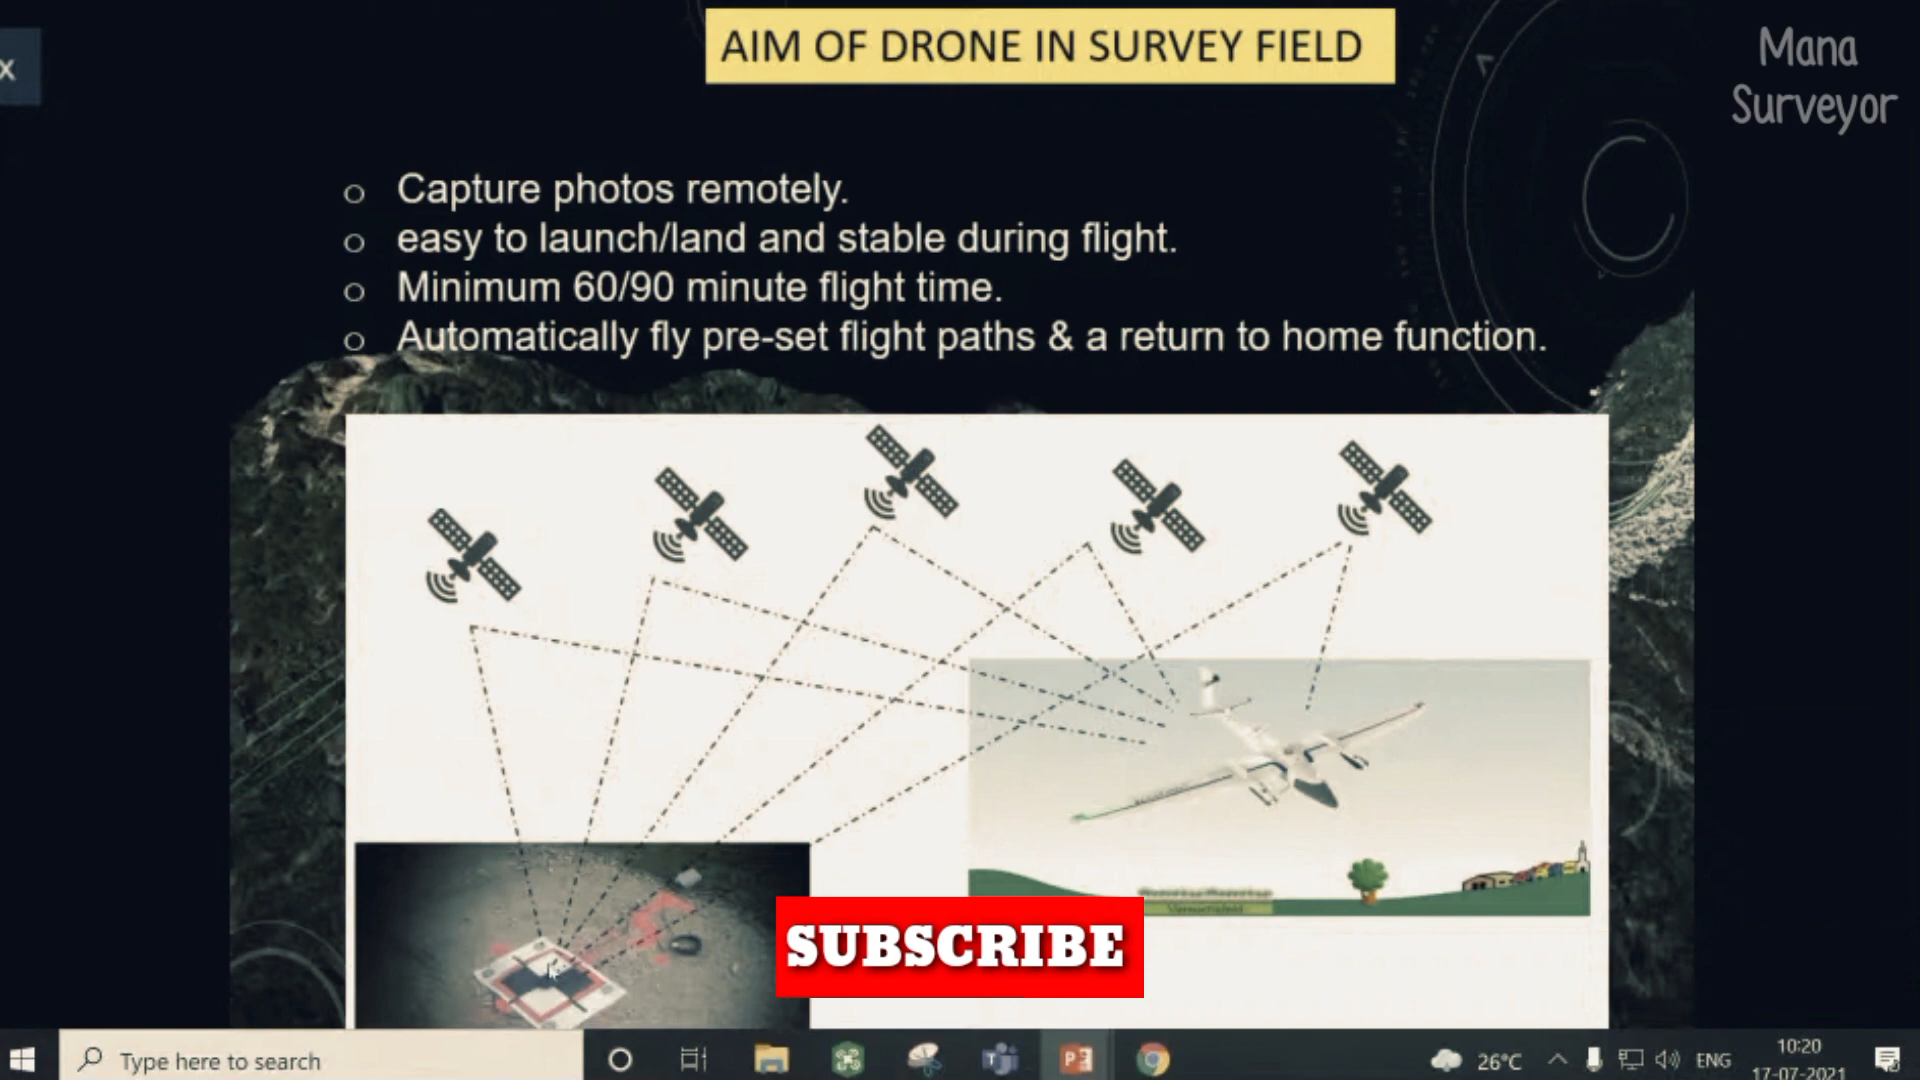 AIM OF DRONE IN SURVEY FIELD
Mana
Surveyor
X
Capture photos remotely.
easy to launch/land and stable during flight.
Minimum 60/90 minute flight time.
Automatically fly pre-set flight paths & a return to home function.
SUBSCRIBE
Type here to search
26°C
ENG
10:20
17-07-2021